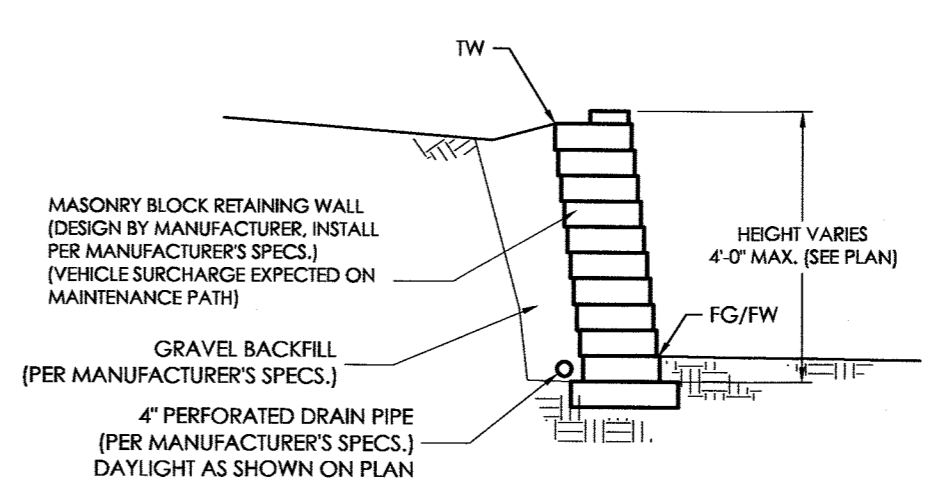 TW
MASONRY BLOCK RETAINING WALL
(DESIGN BY MANUFACTURER, INSTALL
PER MANUFACTURER'S SPECS.)
(VEHICLE SURCHARGE EXPECTED ON
MAINTENANCE PATH)
HEIGHT VARIES
4'-0" MAX. (SEE PLAN)
FG/FW
GRAVEL BACKFILL
(PER MANUFACTURER'S SPECS.)
4" PERFORATED DRAIN PIPE
(PER MANUFACTURER'S SPECS.)
DAYLIGHT AS SHOWN ON PLAN